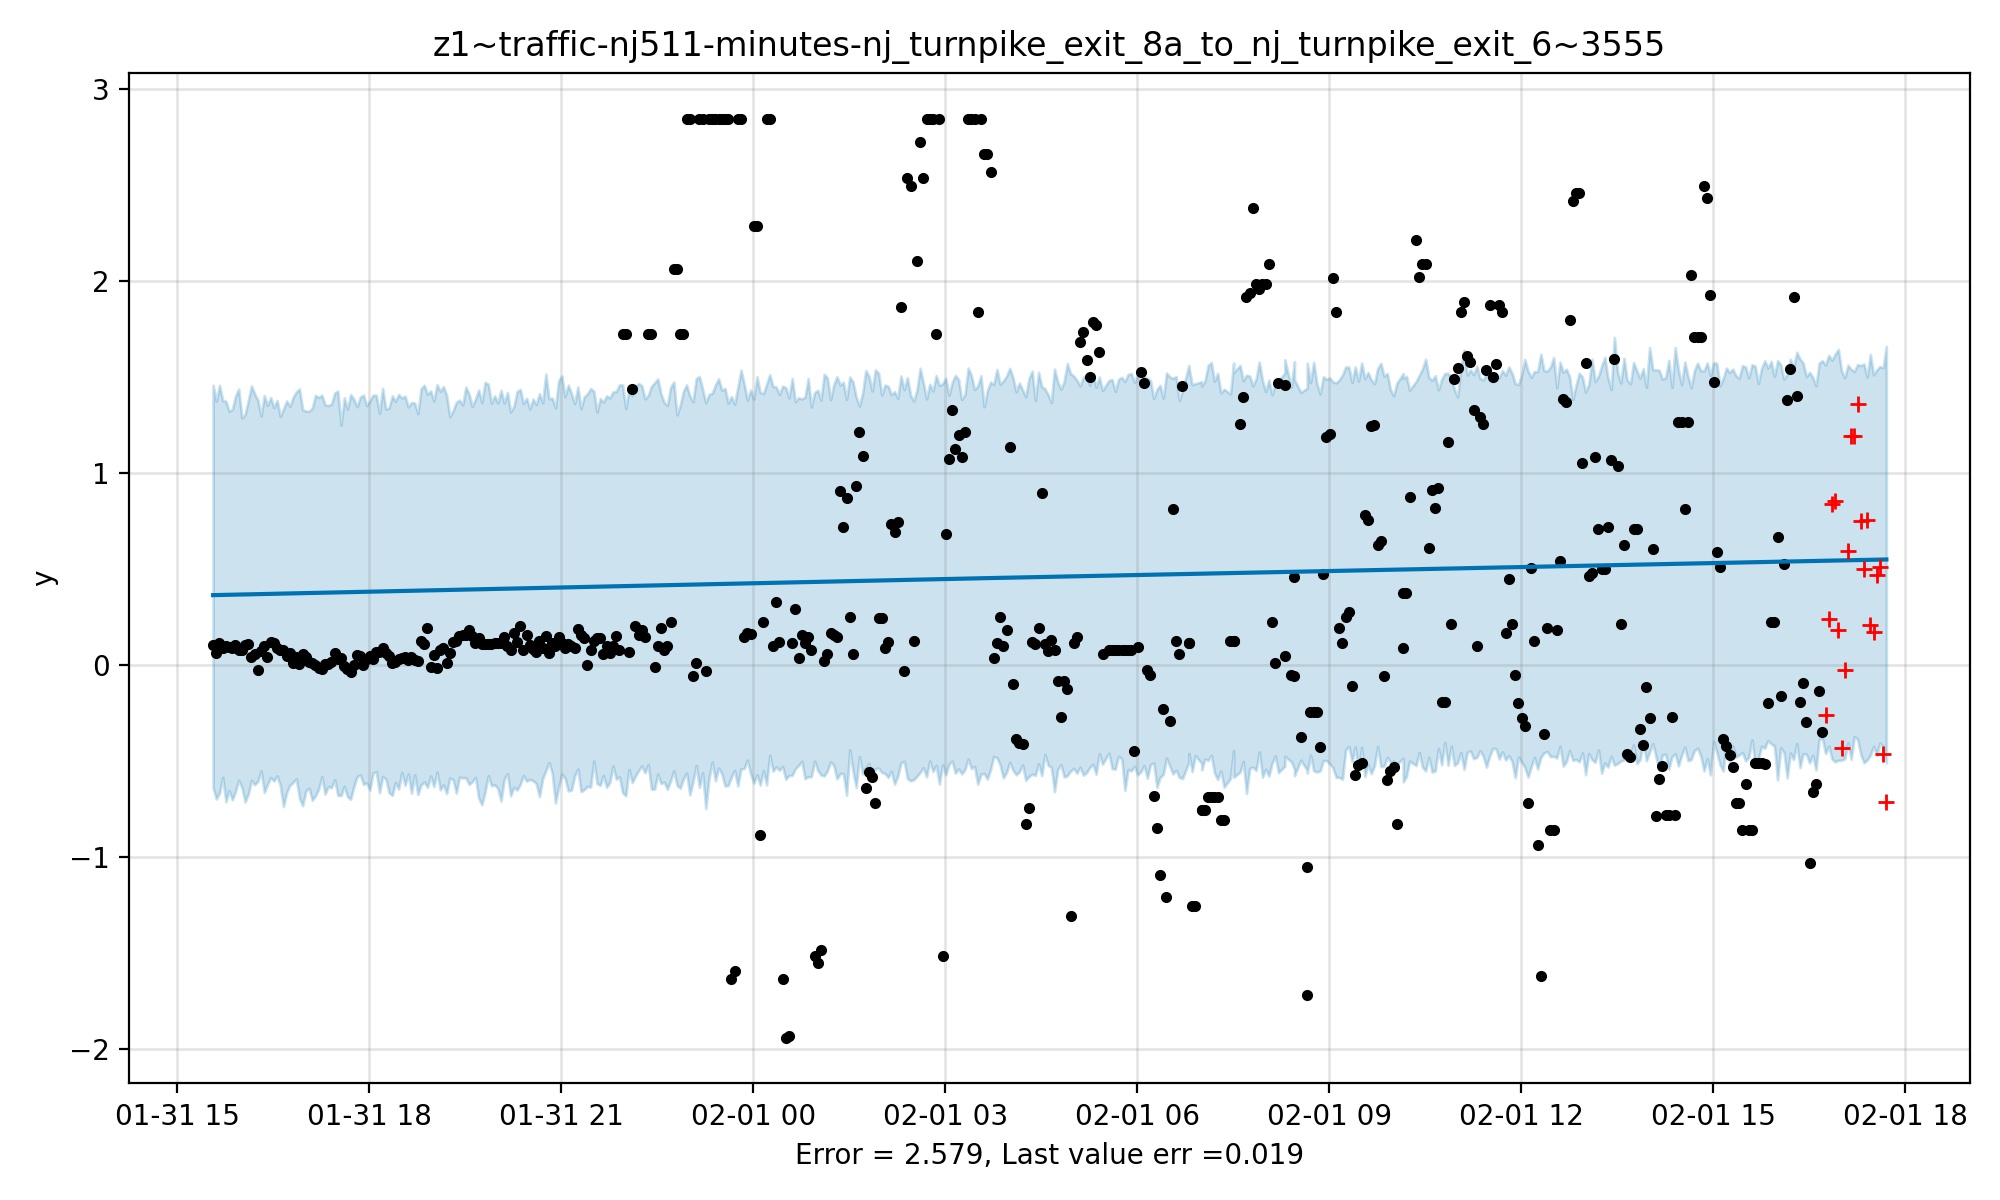 z1~traffic-nj511-minutes-nj_turnpike_exit_8a_to_nj_turnpike_exit_6~3555
3
2
1
0
−1
−2
y
01-31 15 01-31 18 01-31 21 02-01 00 02-01 03 02-01 06 02-01 09 02-01 12 02-01 15 02-01 18
Error = 2.579, Last value err =0.019